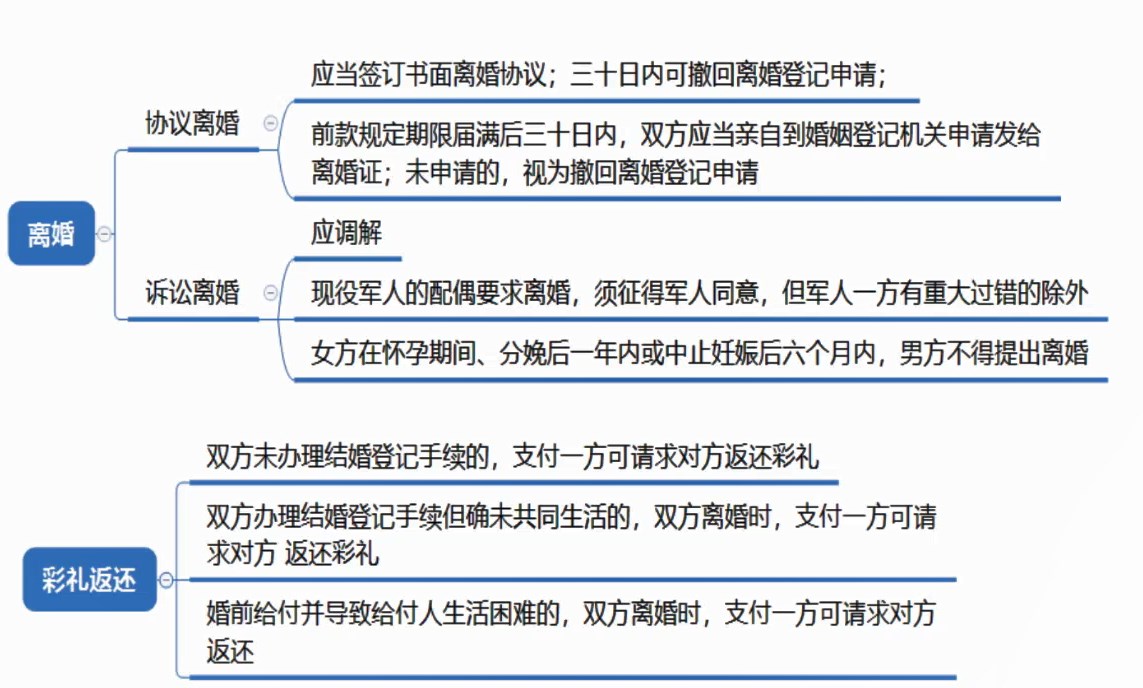 离婚
协议离婚
应当签订书面离婚协议；三十日内可撤回离婚登记申请；
前款规定期限届满后三十日内，双方应当亲自到婚姻登记机关申请发给
离婚证；未申请的，视为撤回离婚登记申请
诉讼离婚
应调解
现役军人的配偶要求离婚，须征得军人同意，但军人一方有重大过错的除外
女方在怀孕期间、分娩后一年内或中止妊娠后六个月内，男方不得提出离婚
彩礼返还
双方未办理结婚登记手续的，支付一方可请求对方返还彩礼
双方办理结婚登记手续但确未共同生活的，双方离婚时，支付一方可请
求对方 返还彩礼
婚前给付并导致给付人生活困难的，双方离婚时，支付一方可请求对方
返还